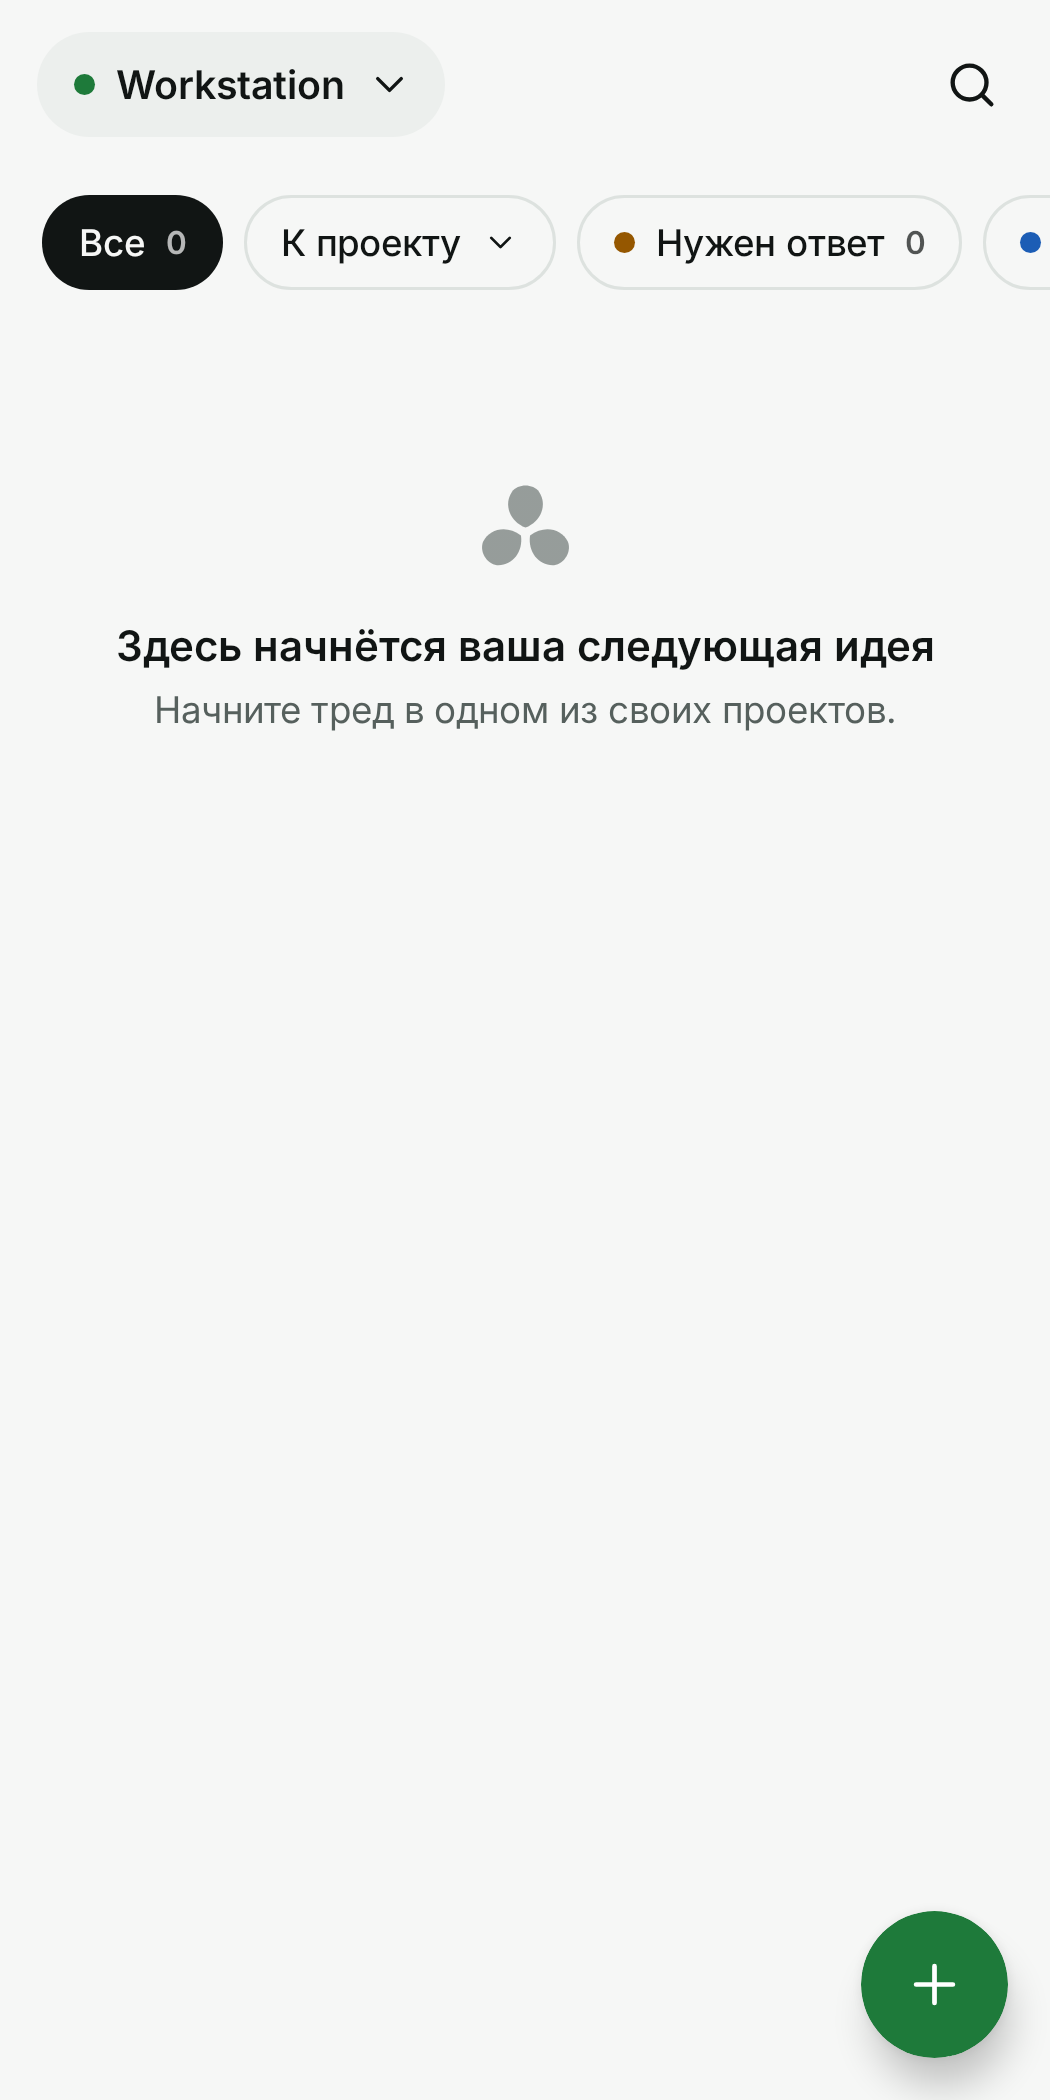 Workstation
Все 0 К проекту Нужен ответ 0
Здесь начнётся ваша следующая идея
Начните тред в одном из своих проектов.